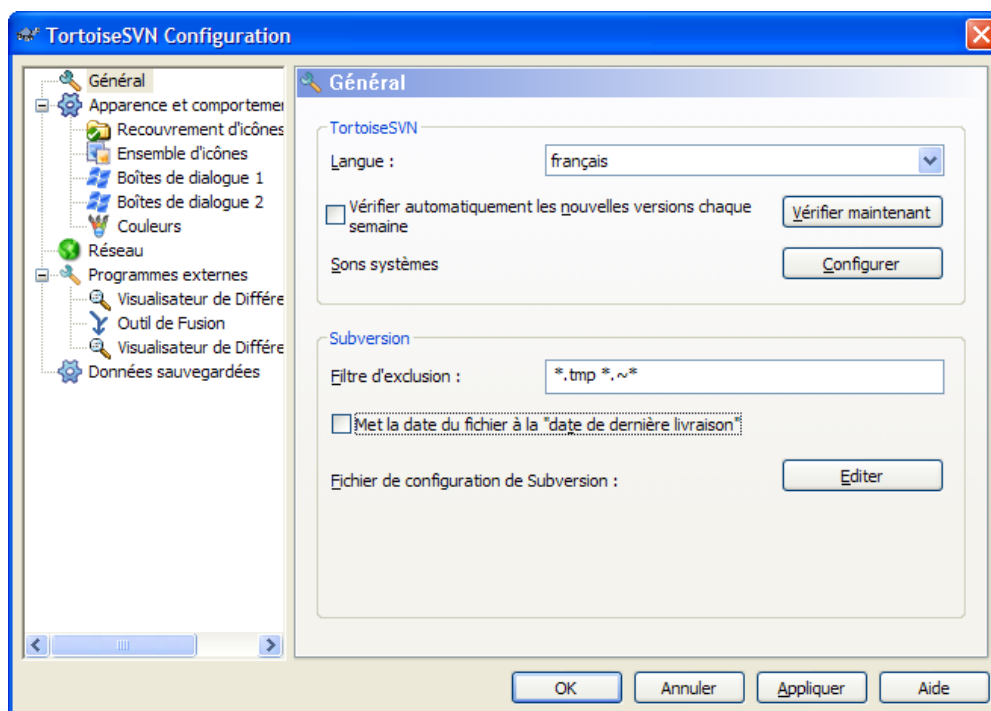 TortoiseSVN Configuration
Général
Apparence et comportemer
Recouvrement d'icônes
Ensemble d'icônes
Boîtes de dialogue 1
Boîtes de dialogue 2
Couleurs
Réseau
Programmes externes
Visualisateur de Différe
Outil de Fusion
Visualisateur de Différe
Données sauvegardées
Général
TortoiseSVN
Langue :
français
Vérifier automatiquement les nouvelles versions chaque
semaine
Vérifier maintenant
Sons systèmes
Configurer
Subversion
Filtre d'exclusion :
*.tmp *.~*
Met la date du fichier à la "date de dernière livraison"
Fichier de configuration de Subversion :
Editer
OK
Annuler
Appliquer
Aide